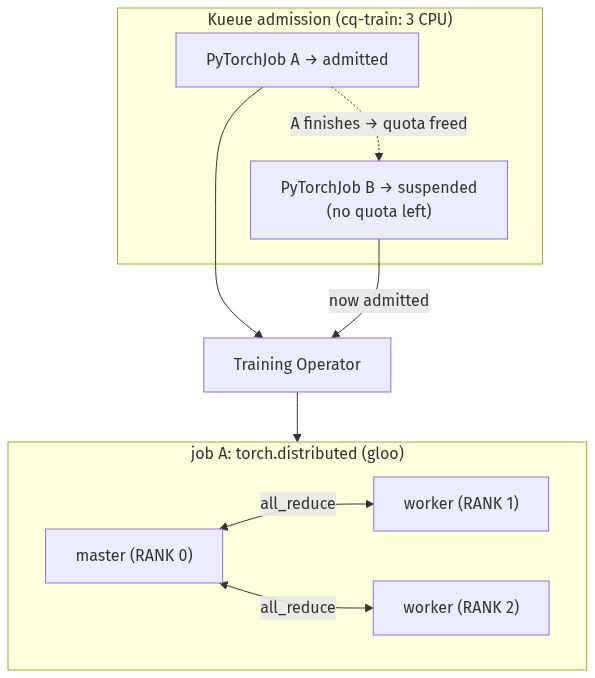 Kueue admission (cq-train: 3 CPU)
PyTorchJob A → admitted
A finishes → quota freed
PyTorchJob B → suspended
(no quota left)
now admitted
Training Operator
job A: torch.distributed (gloo)
all_reduce
worker (RANK 1)
master (RANK 0)
all_reduce
worker (RANK 2)